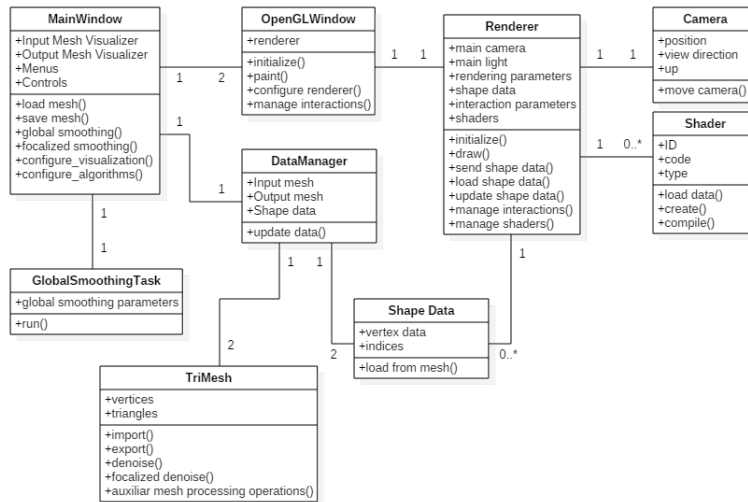 MainWindow
+Input Mesh Visualizer
+Output Mesh Visualizer
+Menus
+Controls
+load mesh()
+save mesh()
+global smoothing()
+focalized smoothing()
+configure_visualization()
+configure_algorithms()
1
2
OpenGLWindow
+renderer
+initialize()
+paint()
+configure renderer()
+manage interactions()
1
1
Renderer
+main camera
+main light
+rendering parameters
+shape data
+interaction parameters
+shaders
+initialize()
+draw()
+send shape data()
+load shape data()
+update shape data()
+manage interactions()
+manage shaders()
1
1
Camera
+position
+view direction
+up
+move camera()
1
0..*
Shader
+ID
+code
+type
+load data()
+create()
+compile()
1
1
DataManager
+Input mesh
+Output mesh
+Shape data
+update data()
1
1
GlobalSmoothingTask
+global smoothing parameters
+run()
1
2
TriMesh
+vertices
+triangles
+import()
+export()
+denoise()
+focalized denoise()
+auxiliar mesh processing operations()
1
2
Shape Data
+vertex data
+indices
+load from mesh()
1
0..*